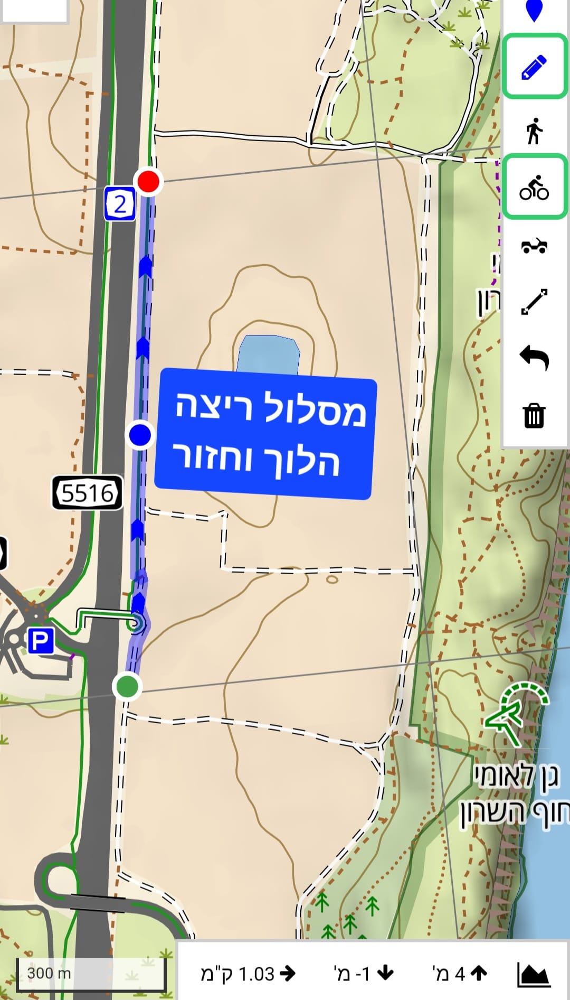 2
מסלול ריצה
הלוך וחזור
5516
P
גן לאומי
חוף השרון
300 m
1.03 ק"מ
-1 מ'
4 מ'